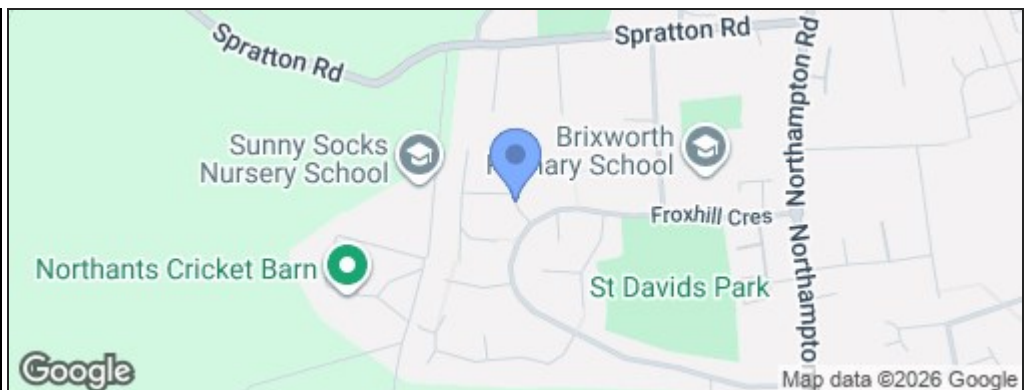 Spratton Rd
Spratton Rd
Northampton Rd
Sunny Socks
Nursery School
Brixworth
Primary School
Froxhill Cres
Northants Cricket Barn
St Davids Park
Northampto
Google
Map data ©2026 Google